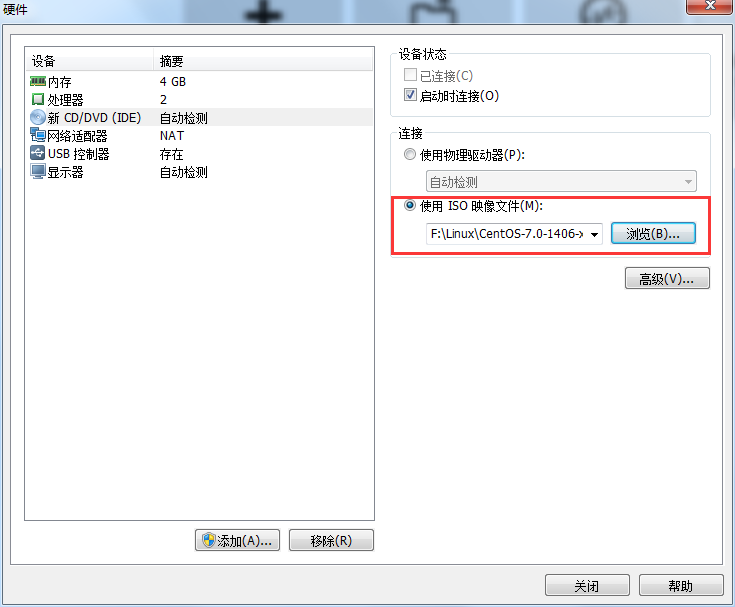 硬件
设备 摘要
内存 4 GB
处理器 2
新 CD/DVD (IDE) 自动检测
网络适配器 NAT
USB 控制器 存在
显示器 自动检测
添加(A)... 移除(R)
设备状态
已连接(C)
启动时连接(O)
连接
使用物理驱动器(P):
自动检测
使用 ISO 映像文件(M):
F:\Linux\CentOS-7.0-1406-x 浏览(B)...
高级(V)...
关闭 帮助